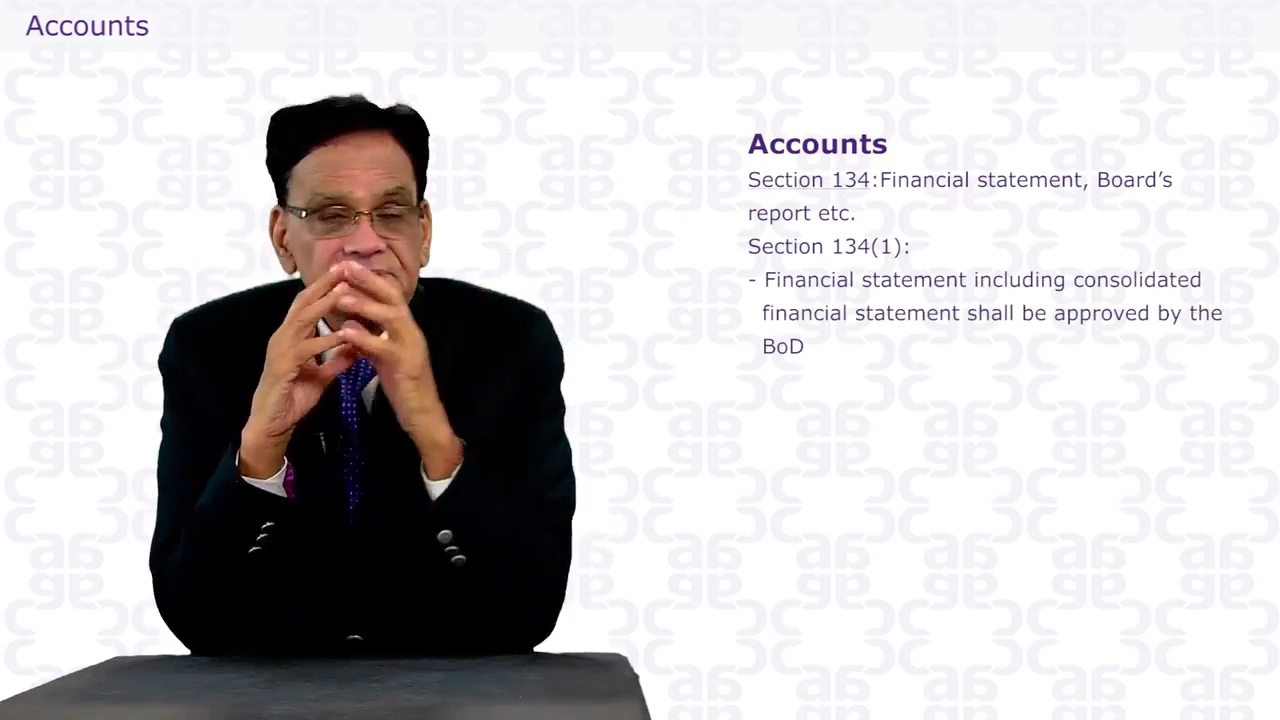 Accounts
Accounts
Section 134:Financial statement, Board’s
report etc.
Section 134(1):
- Financial statement including consolidated
financial statement shall be approved by the
BoD